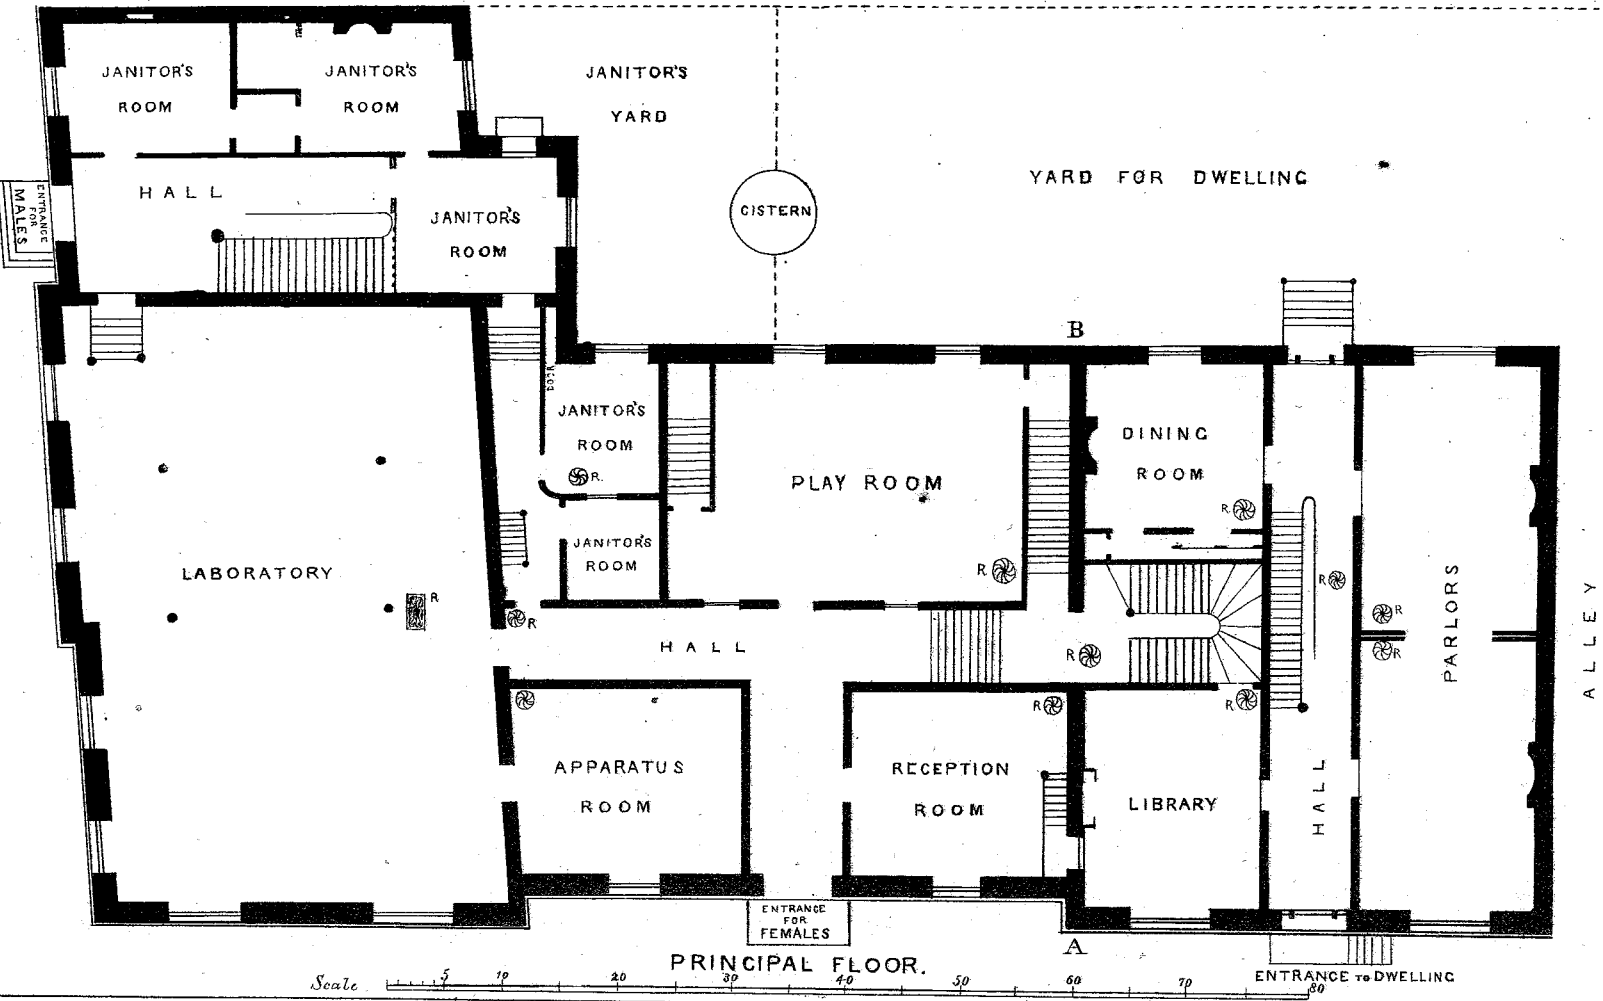 JANITOR'S
ROOM
JANITOR'S
ROOM
JANITOR'S
YARD
YARD FOR DWELLING
CISTERN
ENTRANCE
FOR
MALES
HALL
JANITOR'S
ROOM
B
DOOR
JANITOR'S
ROOM
R.
JANITOR'S
ROOM
PLAY ROOM
R
DINING
ROOM
R.
LABORATORY
R
R
HALL
R
R
R
R
PARLORS
ALLEY
APPARATUS
ROOM
R
RECEPTION
ROOM
R
LIBRARY
HALL
ENTRANCE
FOR
FEMALES
A
PRINCIPAL FLOOR.
ENTRANCE TO DWELLING
Scale
5 10 20 30 40 50 60 70 80